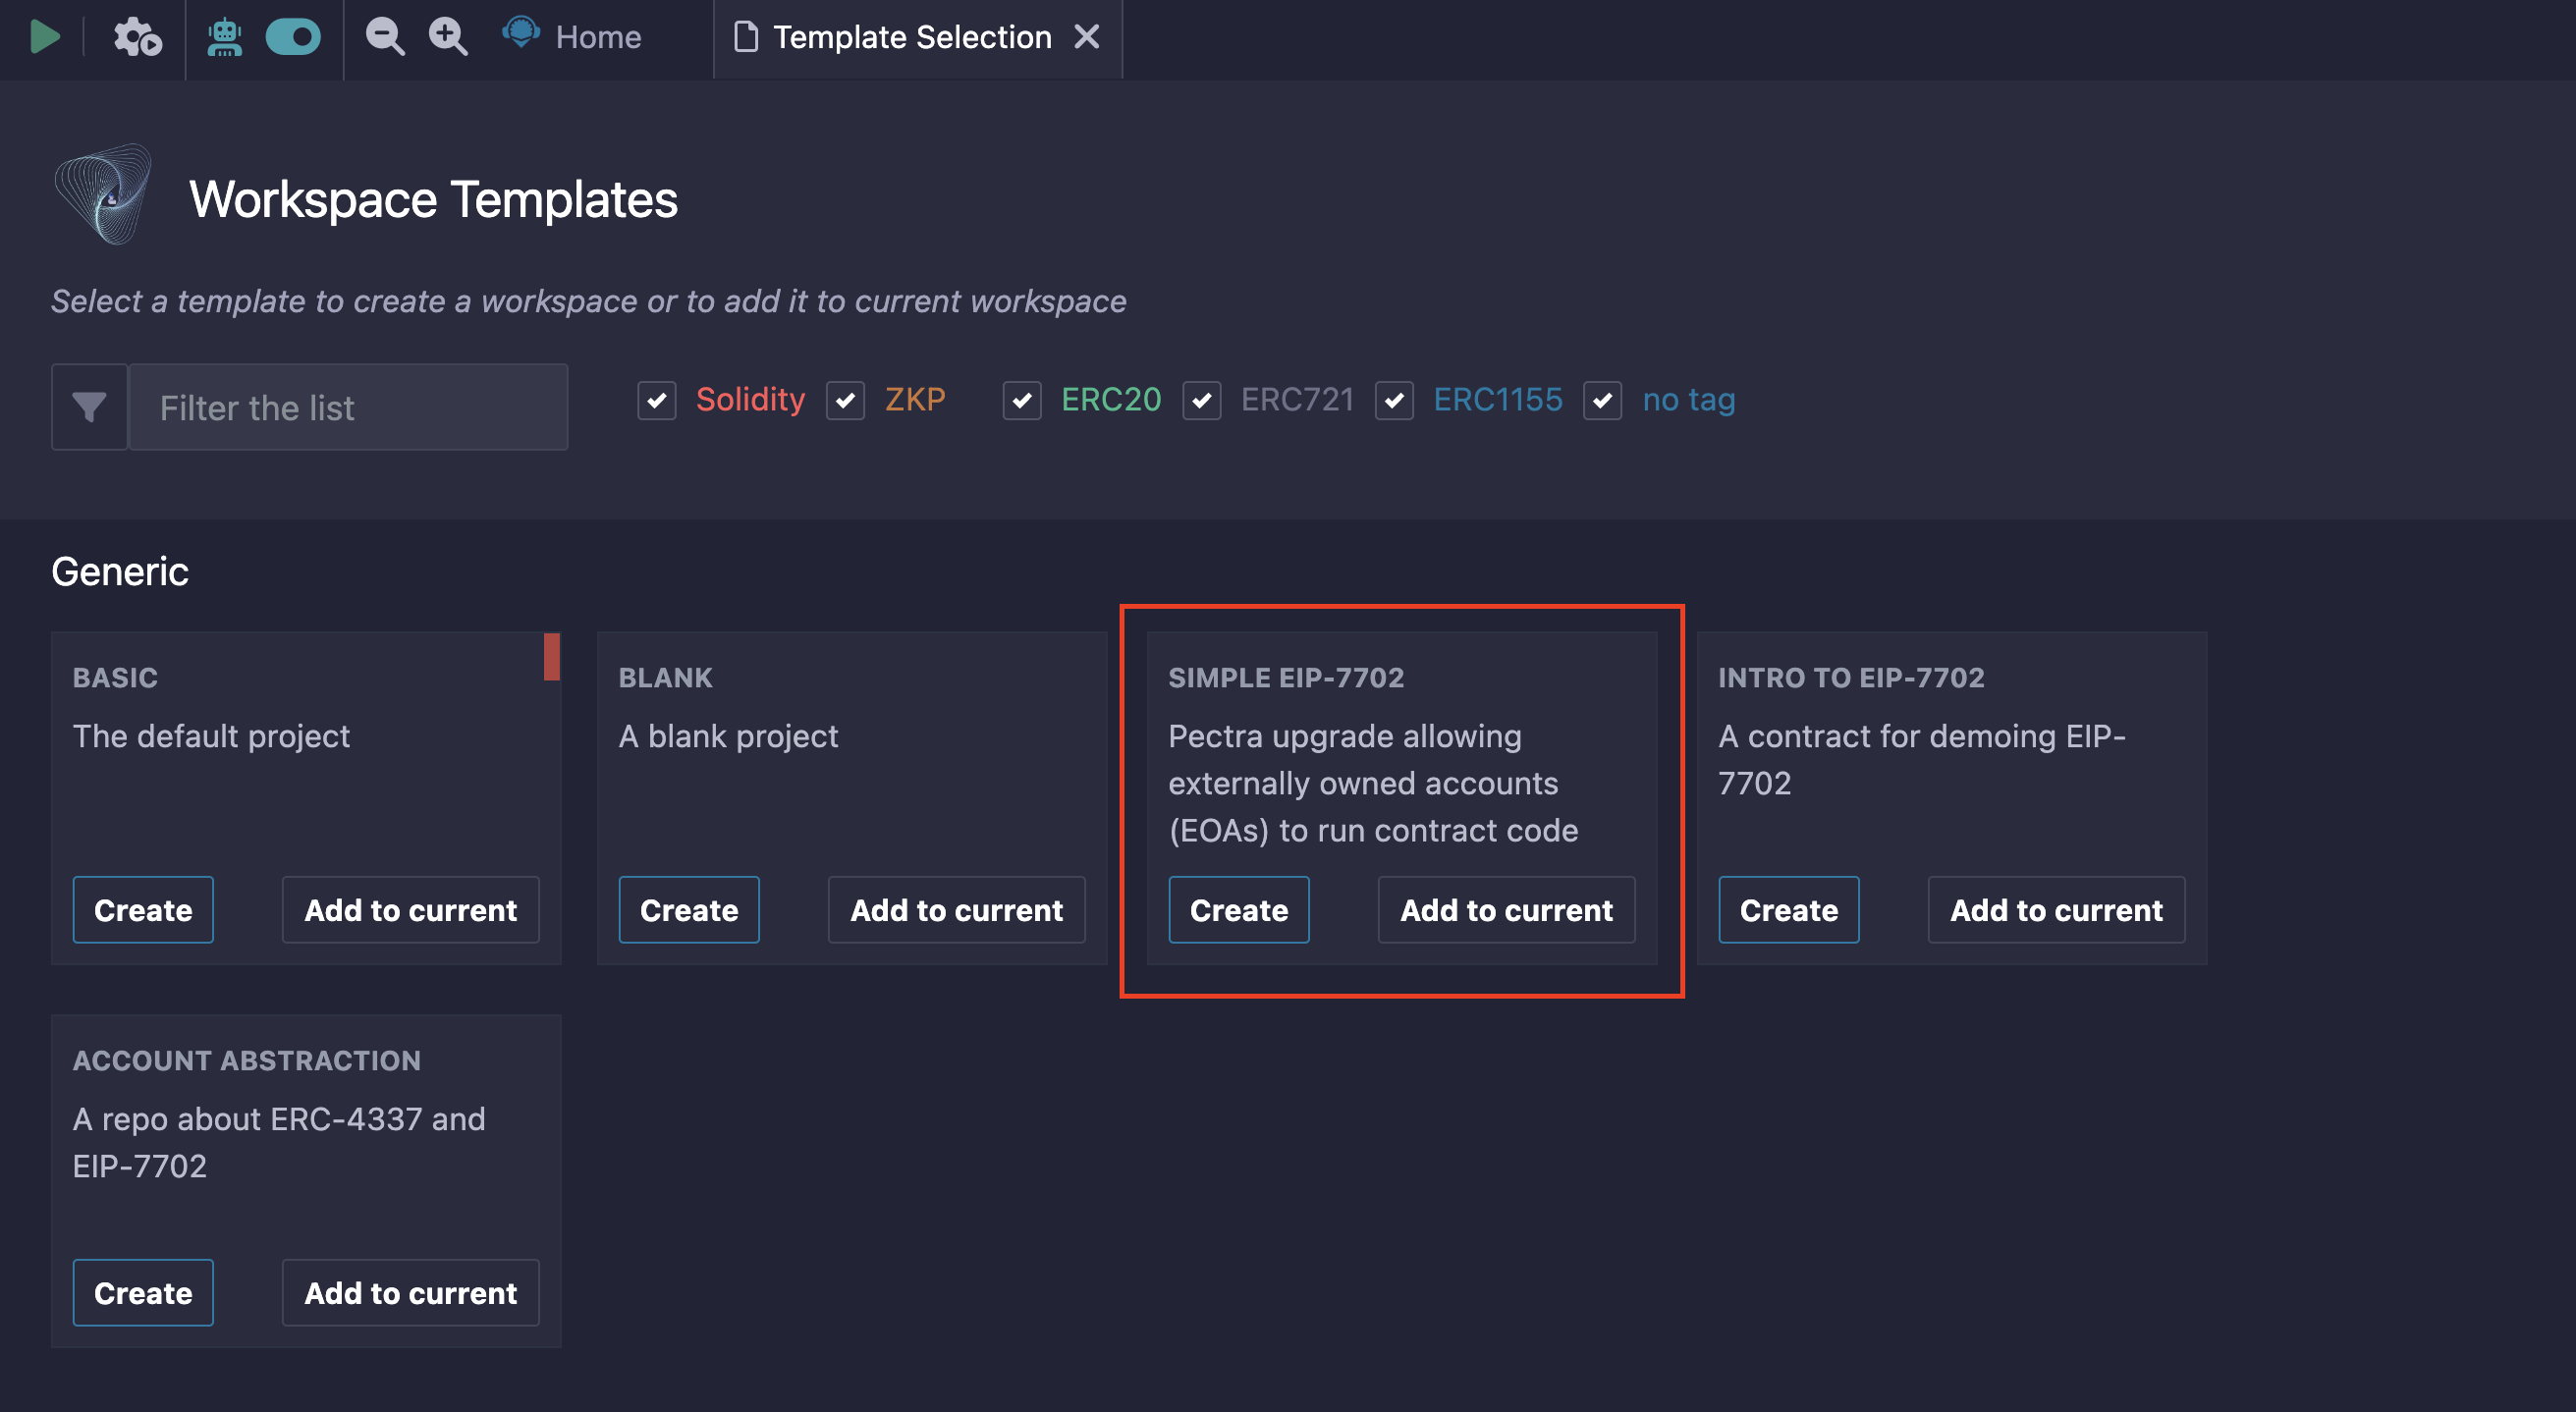 Home
Template Selection
Workspace Templates
Select a template to create a workspace or to add it to current workspace
Filter the list
Solidity ZKP ERC20 ERC721 ERC1155 no tag
Generic
BASIC
The default project
Create Add to current
BLANK
A blank project
Create Add to current
SIMPLE EIP-7702
Pectra upgrade allowing
externally owned accounts
(EOAs) to run contract code
Create Add to current
INTRO TO EIP-7702
A contract for demoing EIP-
7702
Create Add to current
ACCOUNT ABSTRACTION
A repo about ERC-4337 and
EIP-7702
Create Add to current